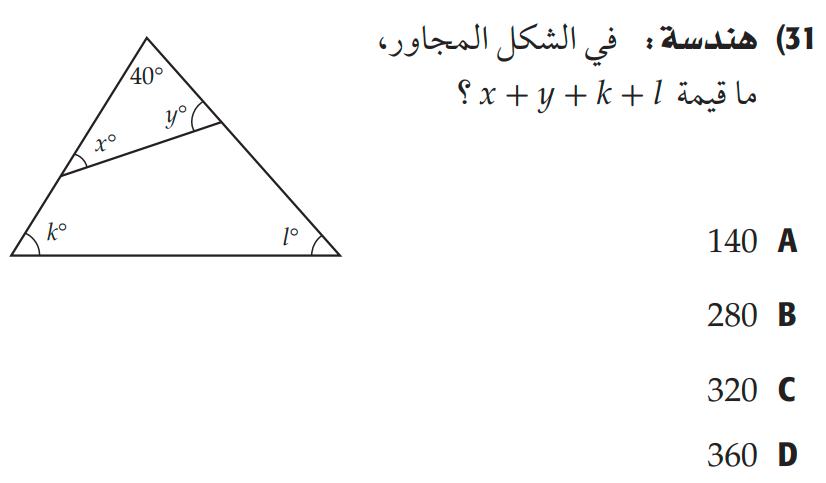 31) هندسة: في الشكل المجاور،
ما قيمة x + y + k + l ؟
40°
y°
x°
k°
l°
A 140
B 280
C 320
D 360